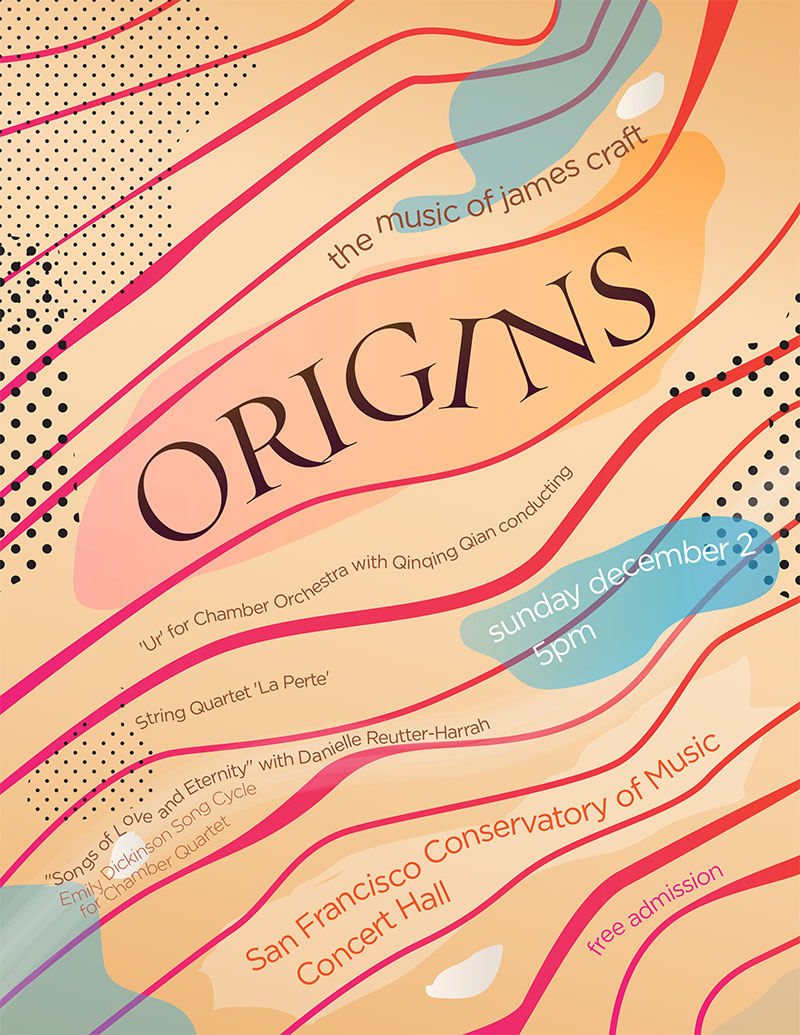 the music of james craft
ORIGINS
'Ur' for Chamber Orchestra with Qinqing Qian conducting
sunday december 2
5pm
String Quartet 'La Perte'
"Songs of Love and Eternity" with Danielle Reutter-Harrah
Emily Dickinson Song Cycle
for Chamber Quartet
San Francisco Conservatory of Music
Concert Hall
free admission